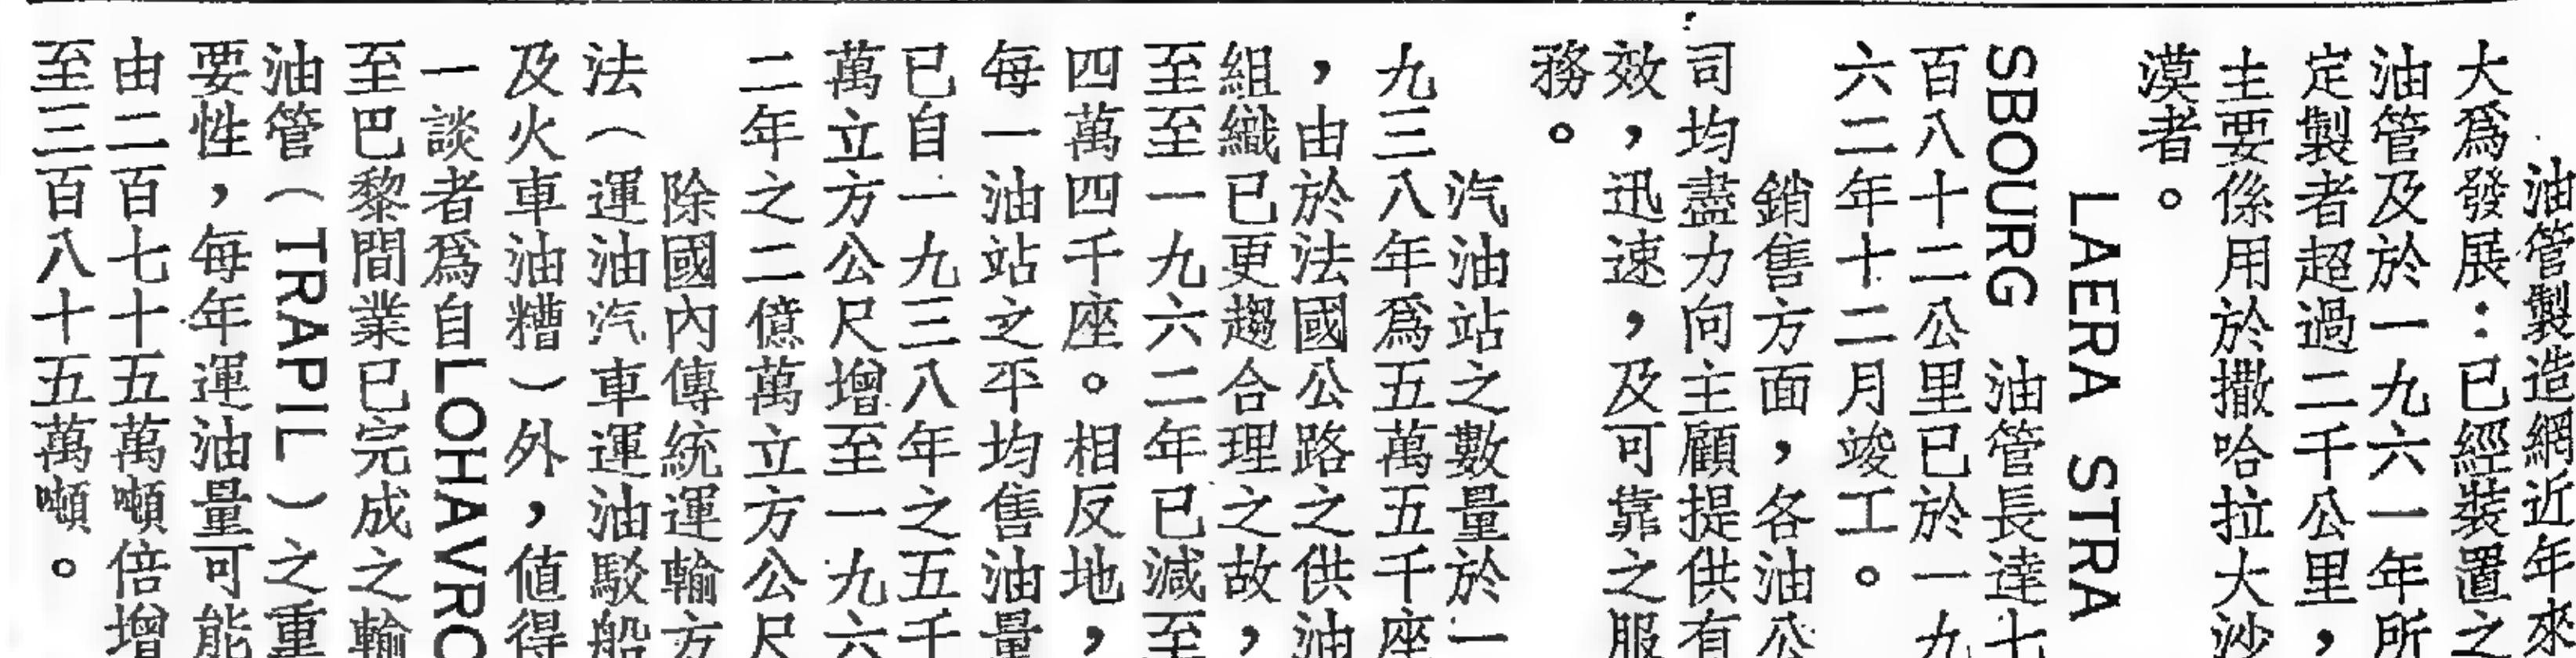 油管製造網近年來
大爲發展：已經裝置之
油管及於一九六一年所
定製者超過二千公里，
主要係用於撒哈拉大沙
漠者。
LAERA STRA
SBOURG 油管長達七
百八十二公里已於一九
六二年十二月竣工。
銷售方面，各油公
司均盡力向主顧提供有
效，迅速，及可靠之服
務。
汽油站之數量於一
九三八年爲五萬五千座
，由於法國公路之供油
組織已更趨合理之故，
至至一九六二年已減至
四萬四千座。相反地，
每一油站之平均售油量
已自一九三八年之五千
萬立方公尺增至一九六
二年之二億萬立方公尺
除國內傳統運輸方
法（運油汽車運油駁船
及火車油糟）外，值得
一談者爲自LOHAVRO
至巴黎間業已完成之輸
油管（TRAPIL）之重
要性，每年運油量可能
由二百七十五萬噸倍增
至三百八十五萬噸。